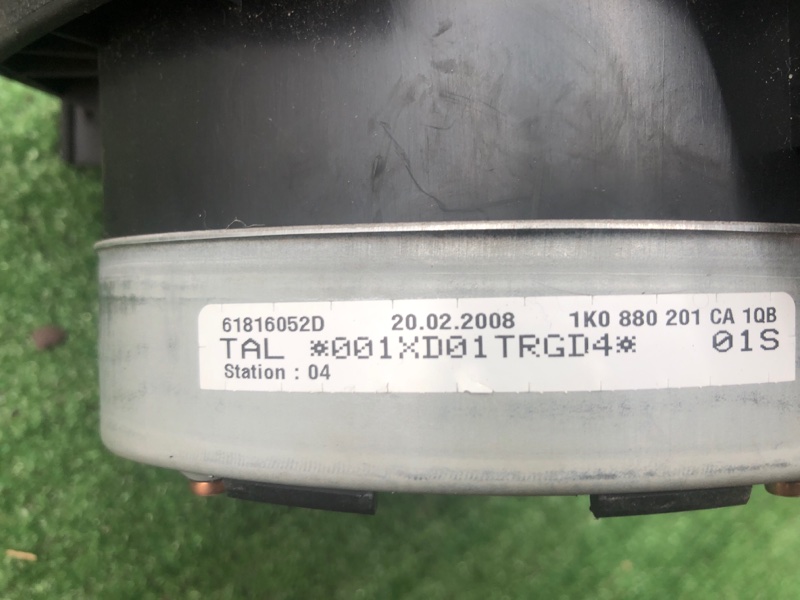 61816052D 20.02.2008 1K0 880 201 CA 1QB
TAL *001XD01TRGD4* 01S
Station : 04